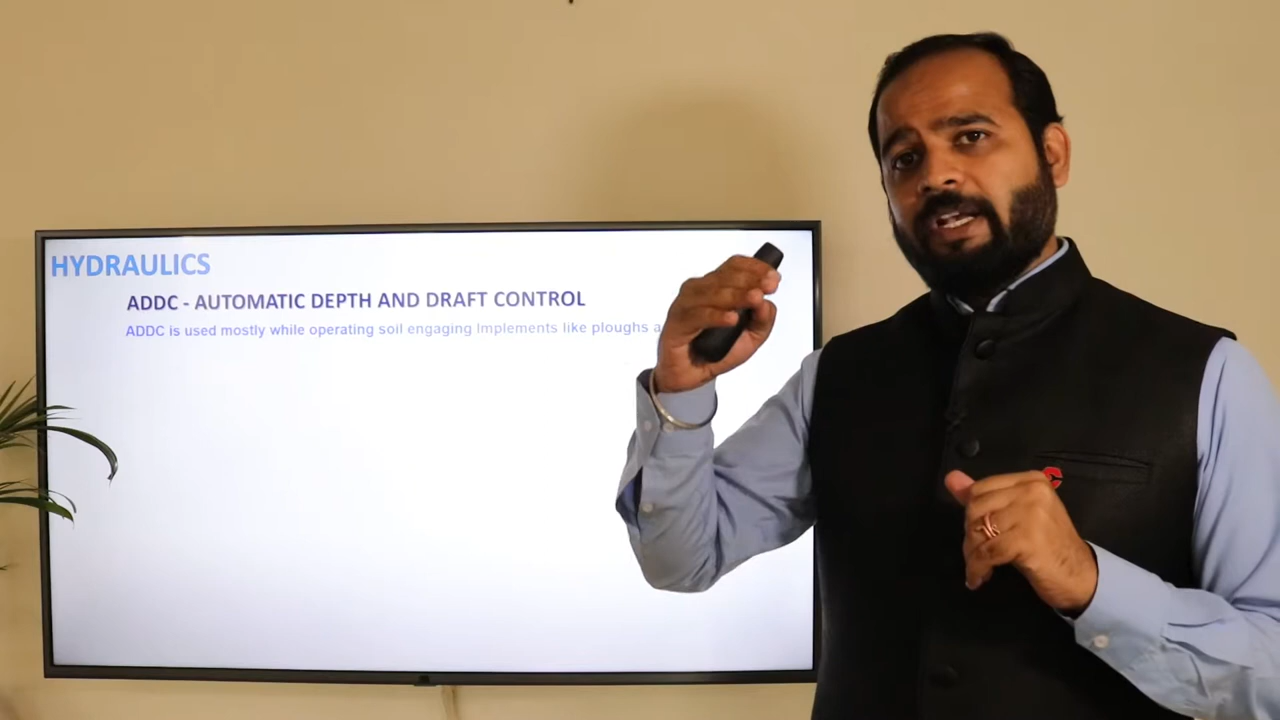 HYDRAULICS
ADDC - AUTOMATIC DEPTH AND DRAFT CONTROL
ADDC is used mostly while operating soil engaging Implements like ploughs